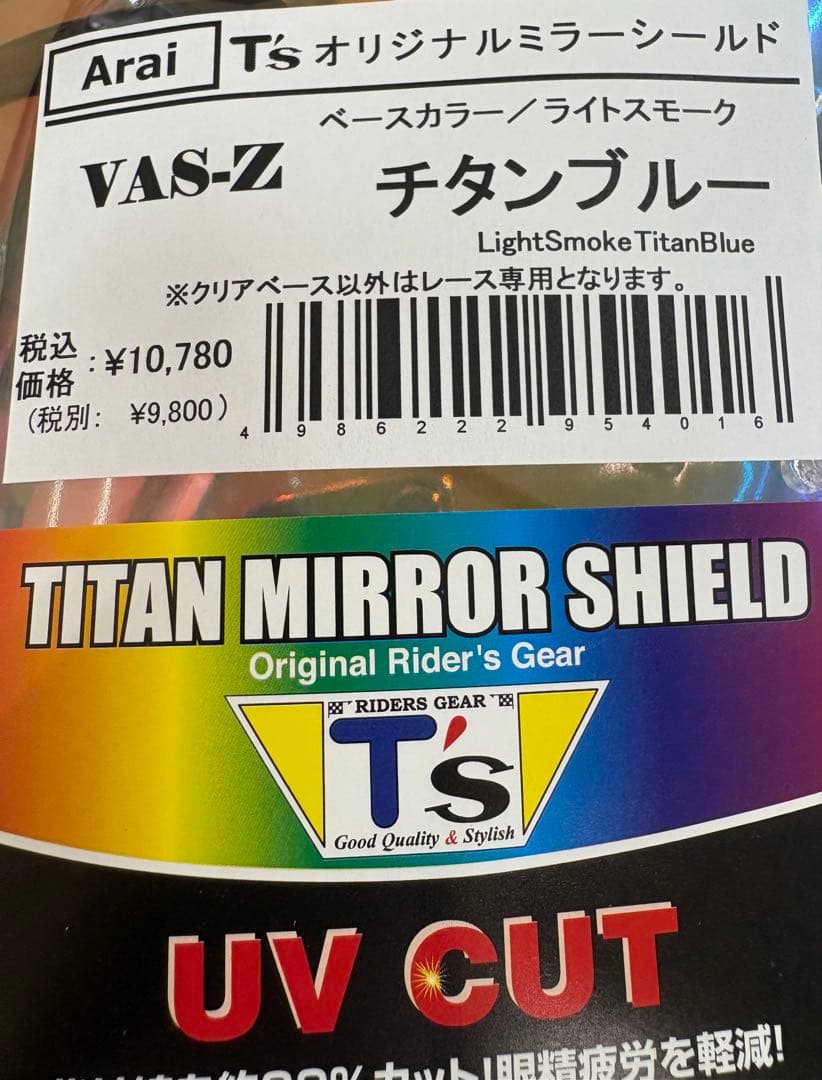 Arai T's オリジナルミラーシールド
ベースカラー/ライトスモーク
VAS-Z チタンブルー
LightSmokeTitanBlue
※クリアベース以外はレース専用となります。
税込
価格 : ¥10,780
(税別: ¥9,800)
4 986222 954016
TITAN MIRROR SHIELD
Original Rider's Gear
RIDERS GEAR
T's
Good Quality & Stylish
UV CUT
カット!眼精疲労を軽減!